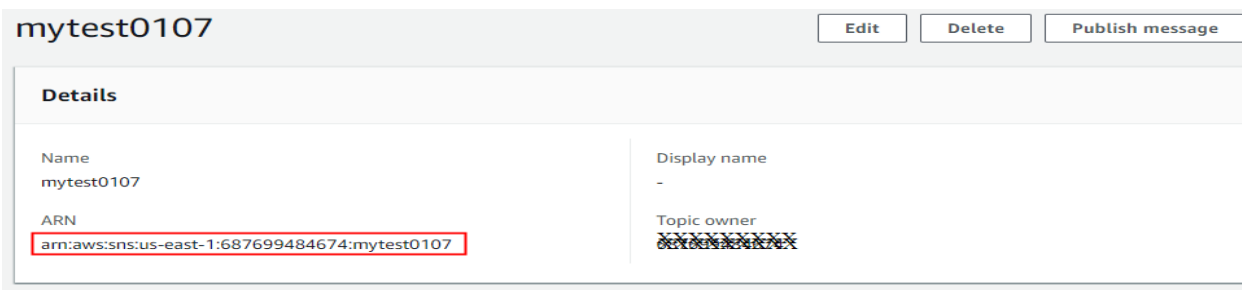 mytest0107
Edit
Delete
Publish message
Details
Name
mytest0107
Display name
-
ARN
arn:aws:sns:us-east-1:687699484674:mytest0107
Topic owner